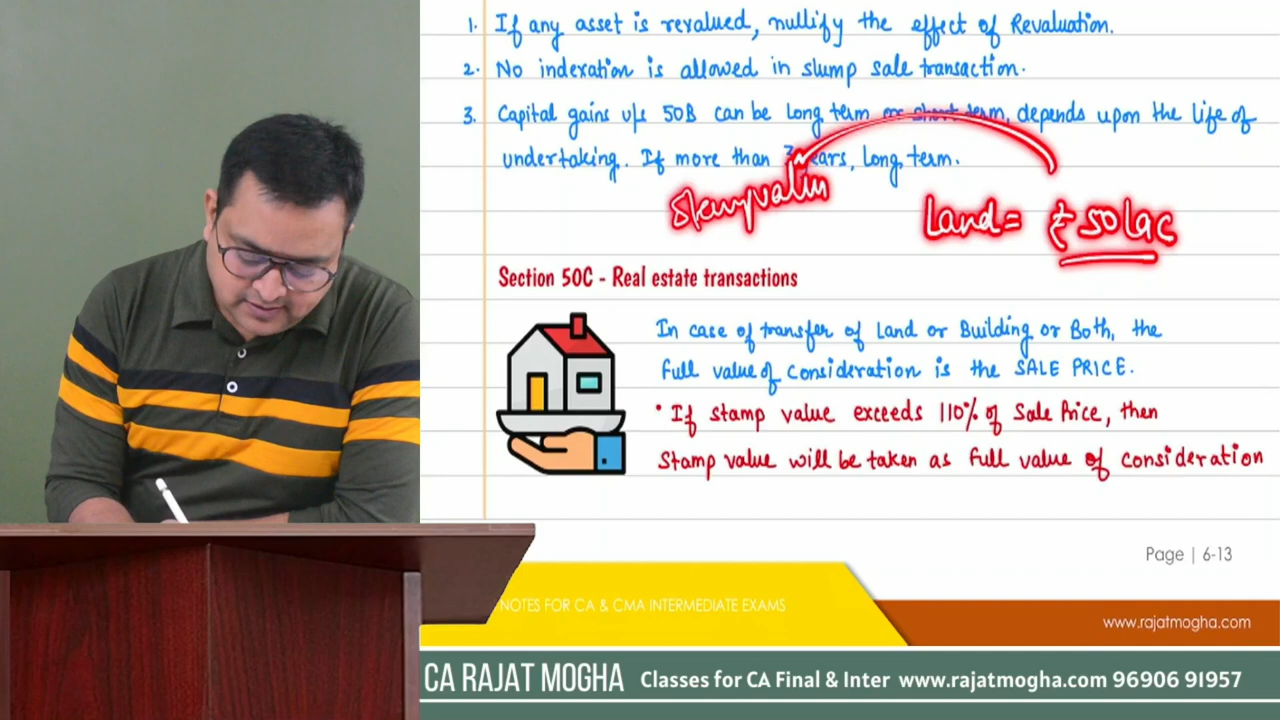 1. If any asset is revalued, nullify the effect of Revaluation.
2. No indexation is allowed in slump sale transaction.
3. Capital gains u/s 50B can be long term or short term, depends upon the life of
undertaking. If more than 3 years, Long term.
Stamp value
Land = ₹ 50 lac
Section 50C - Real estate transactions
In case of transfer of Land or Building or Both, the
Full value of Consideration is the SALE PRICE.
• If stamp value exceeds 110% of Sale Price, then
Stamp value will be taken as full value of consideration
Page | 6-13
NOTES FOR CA & CMA INTERMEDIATE EXAMS
www.rajatmogha.com
CA RAJAT MOGHA Classes for CA Final & Inter www.rajatmogha.com 96906 91957